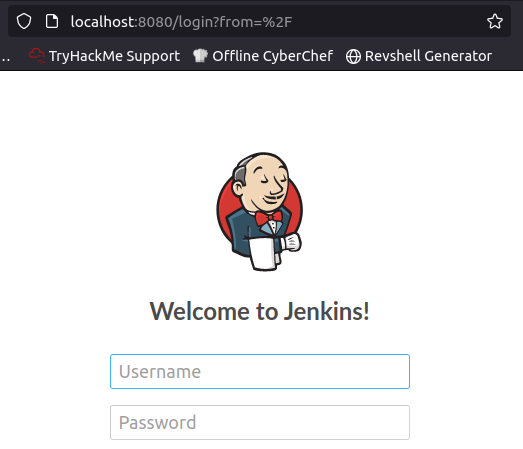 localhost:8080/login?from=%2F
.. TryHackMe Support Offline CyberChef Revshell Generator
Welcome to Jenkins!
Username
Password